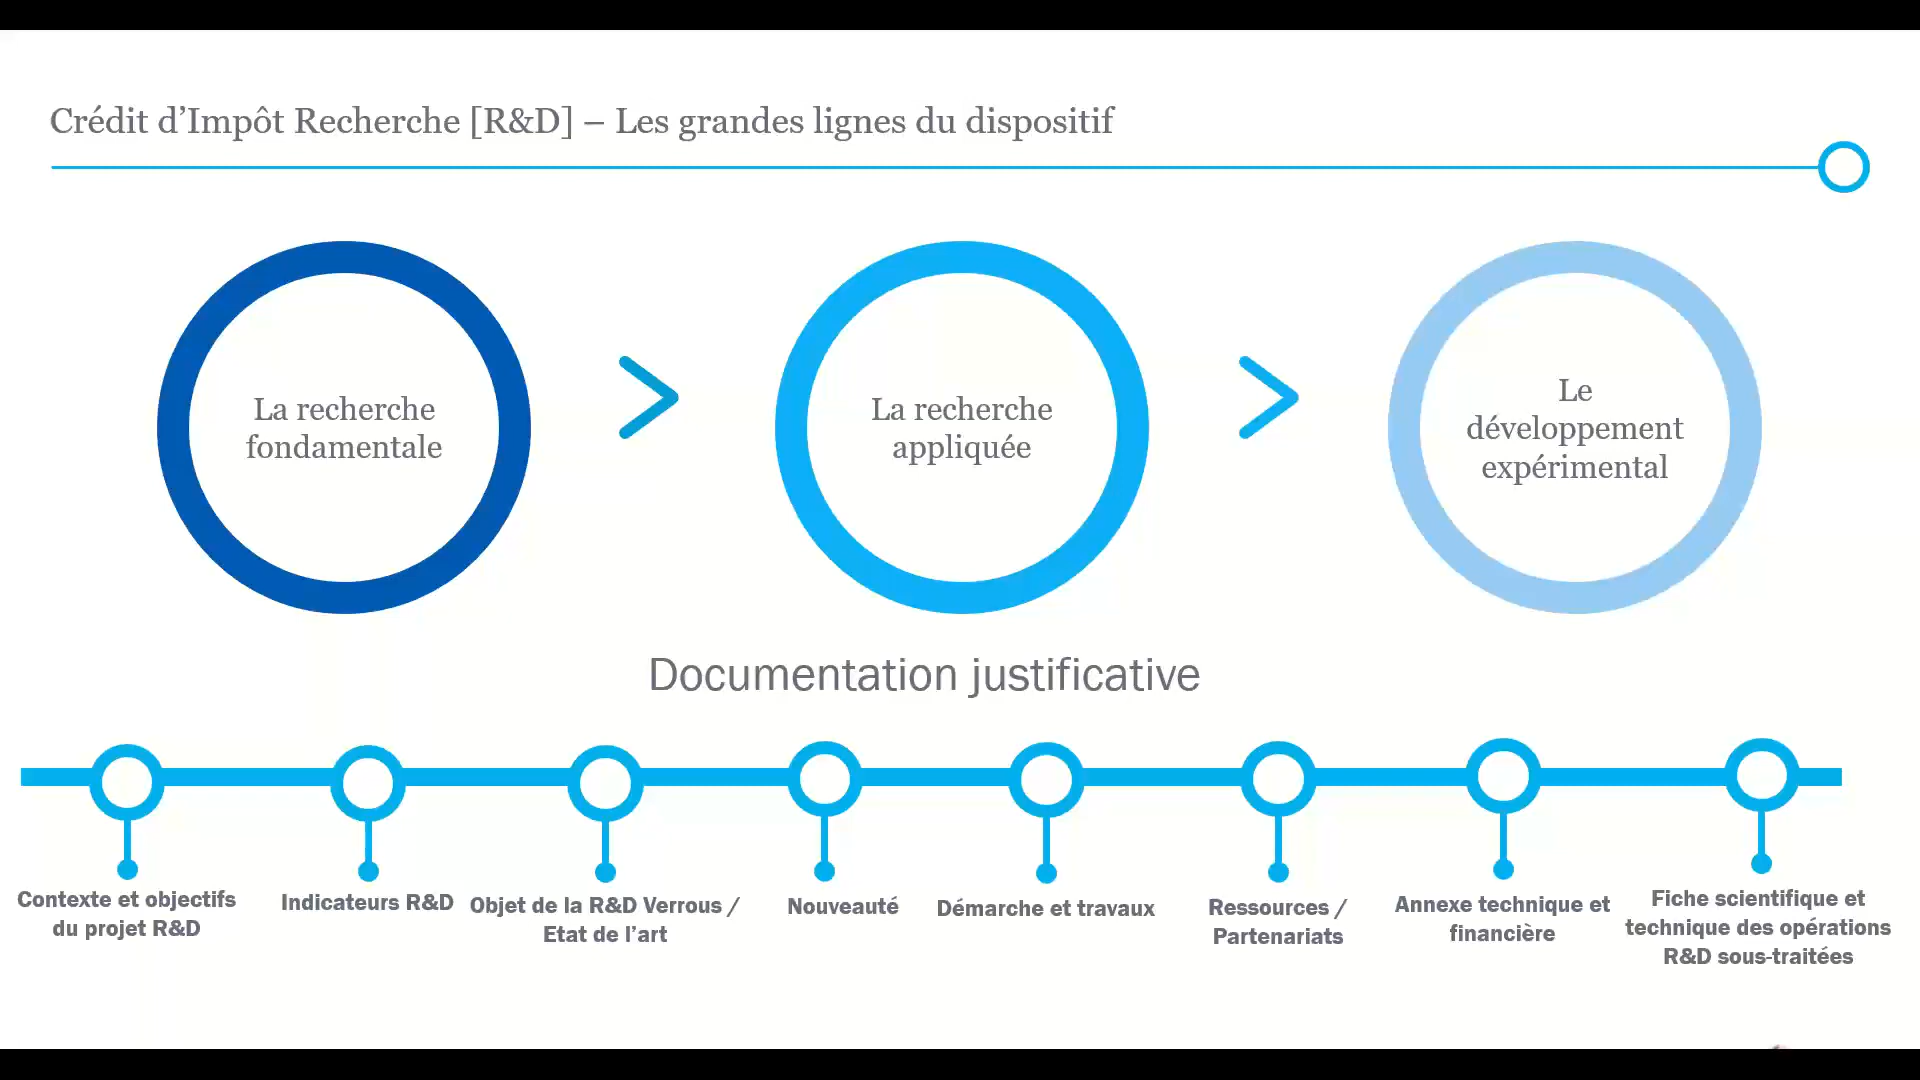 Crédit d’Impôt Recherche [R&D] – Les grandes lignes du dispositif
La recherche
fondamentale
La recherche
appliquée
Le
développement
expérimental
Documentation justificative
Contexte et objectifs
du projet R&D
Indicateurs R&D
Objet de la R&D Verrous /
Etat de l’art
Nouveauté
Démarche et travaux
Ressources /
Partenariats
Annexe technique et
financière
Fiche scientifique et
technique des opérations
R&D sous-traitées